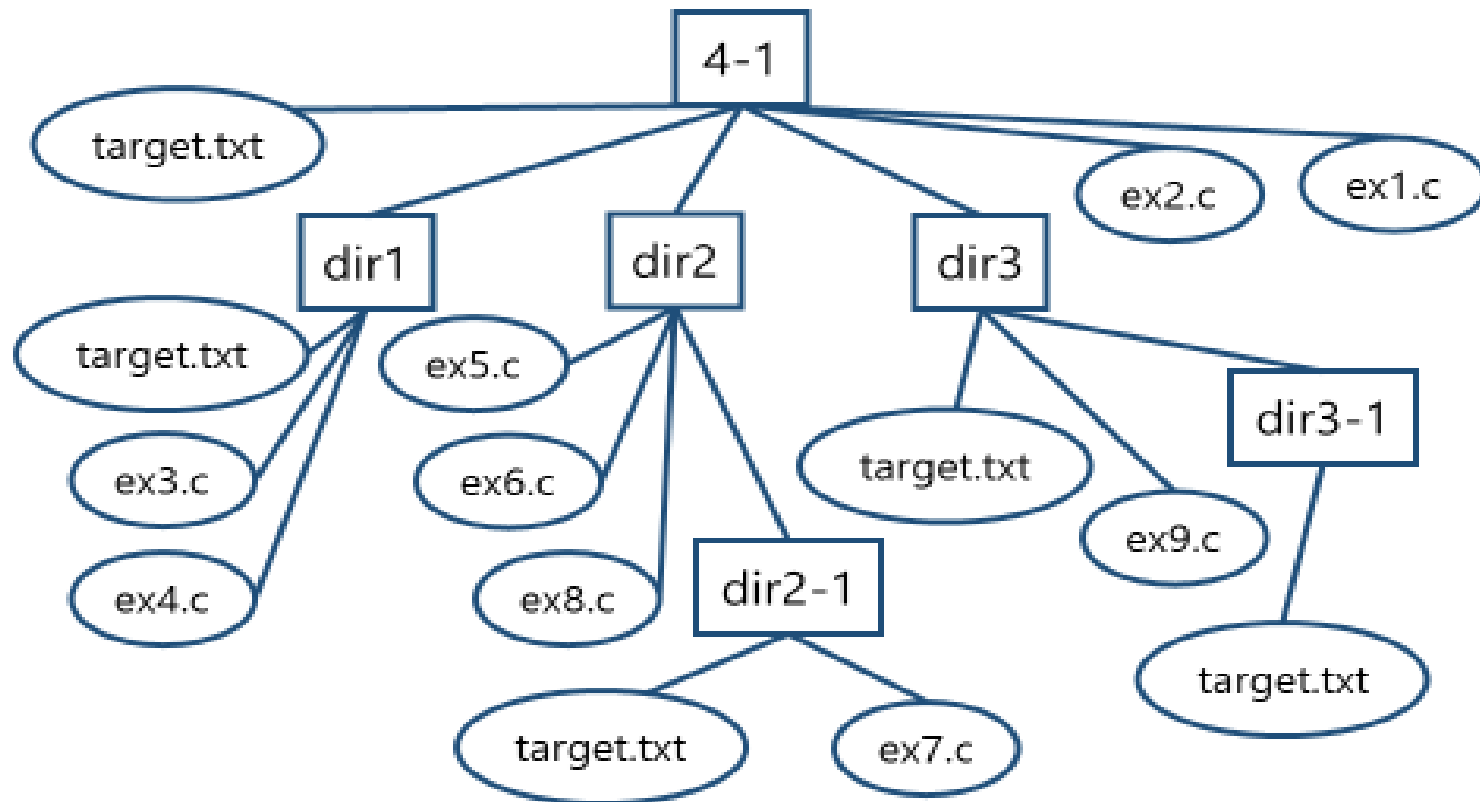 4-1
target.txt
ex2.c
ex1.c
dir1
dir2
dir3
target.txt
ex5.c
dir3-1
ex3.c
ex6.c
target.txt
ex9.c
ex4.c
ex8.c
dir2-1
target.txt
target.txt
ex7.c